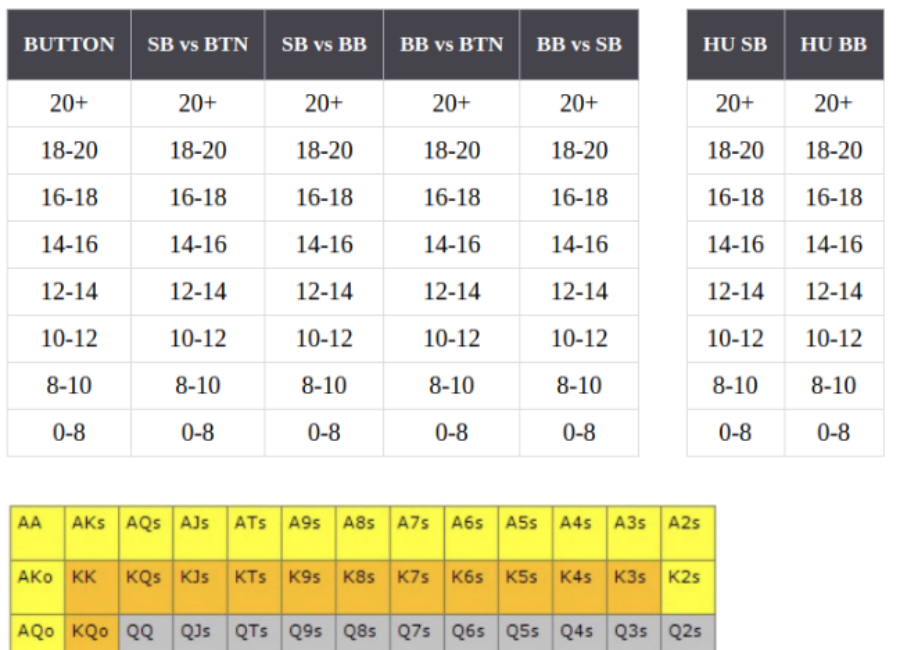 BUTTON SB vs BTN SB vs BB BB vs BTN BB vs SB HU SB HU BB
20+ 20+ 20+ 20+ 20+ 20+ 20+
18-20 18-20 18-20 18-20 18-20 18-20 18-20
16-18 16-18 16-18 16-18 16-18 16-18 16-18
14-16 14-16 14-16 14-16 14-16 14-16 14-16
12-14 12-14 12-14 12-14 12-14 12-14 12-14
10-12 10-12 10-12 10-12 10-12 10-12 10-12
8-10 8-10 8-10 8-10 8-10 8-10 8-10
0-8 0-8 0-8 0-8 0-8 0-8 0-8
AA AKs AQs AJs ATs A9s A8s A7s A6s A5s A4s A3s A2s
AKo KK KQs KJs KTs K9s K8s K7s K6s K5s K4s K3s K2s
AQo KQo QQ QJs QTs Q9s Q8s Q7s Q6s Q5s Q4s Q3s Q2s